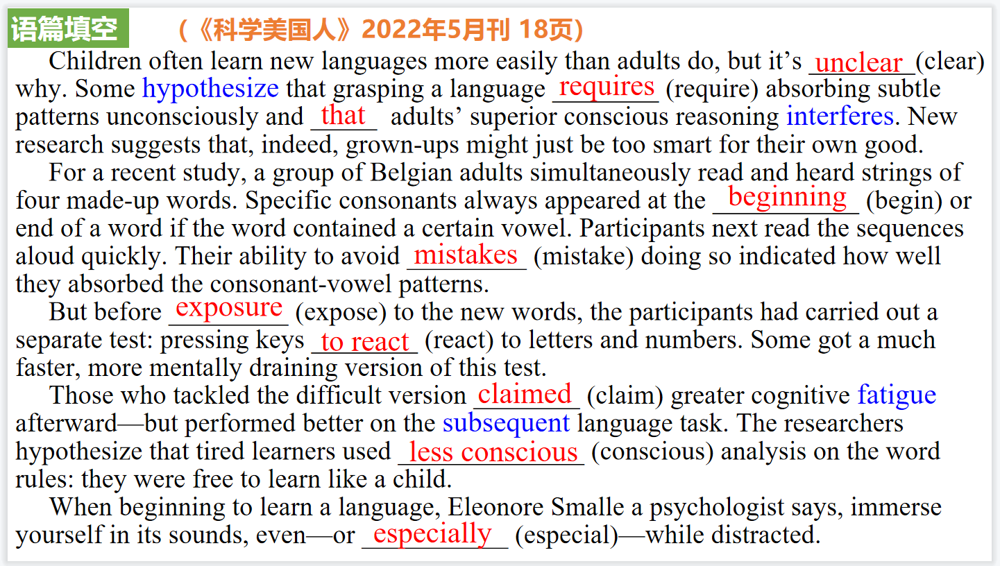 语篇填空 (《科学美国人》2022年5月刊 18页)
Children often learn new languages more easily than adults do, but it’s unclear (clear)
why. Some hypothesize that grasping a language requires (require) absorbing subtle
patterns unconsciously and that adults’ superior conscious reasoning interferes. New
research suggests that, indeed, grown-ups might just be too smart for their own good.
For a recent study, a group of Belgian adults simultaneously read and heard strings of
four made-up words. Specific consonants always appeared at the beginning (begin) or
end of a word if the word contained a certain vowel. Participants next read the sequences
aloud quickly. Their ability to avoid mistakes (mistake) doing so indicated how well
they absorbed the consonant-vowel patterns.
But before exposure (expose) to the new words, the participants had carried out a
separate test: pressing keys to react (react) to letters and numbers. Some got a much
faster, more mentally draining version of this test.
Those who tackled the difficult version claimed (claim) greater cognitive fatigue
afterward—but performed better on the subsequent language task. The researchers
hypothesize that tired learners used less conscious (conscious) analysis on the word
rules: they were free to learn like a child.
When beginning to learn a language, Eleonore Smalle a psychologist says, immerse
yourself in its sounds, even—or especially (especial)—while distracted.